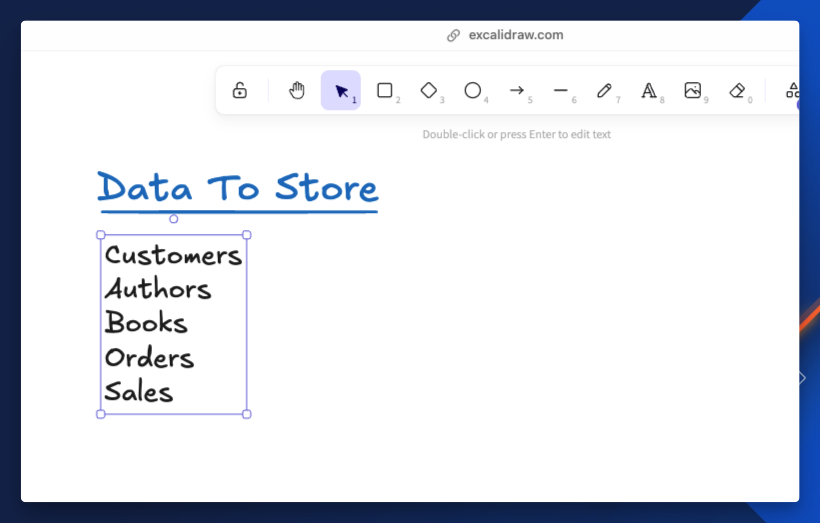 excalidraw.com
1
2
3
4
5
6
7
8
9
0
Double-click or press Enter to edit text
Data To Store
Customers
Authors
Books
Orders
Sales